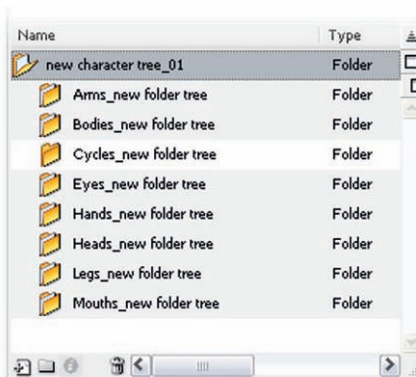 Name Type
new character tree_01 Folder
Arms_new folder tree Folder
Bodies_new folder tree Folder
Cycles_new folder tree Folder
Eyes_new folder tree Folder
Hands_new folder tree Folder
Heads_new folder tree Folder
Legs_new folder tree Folder
Mouths_new folder tree Folder